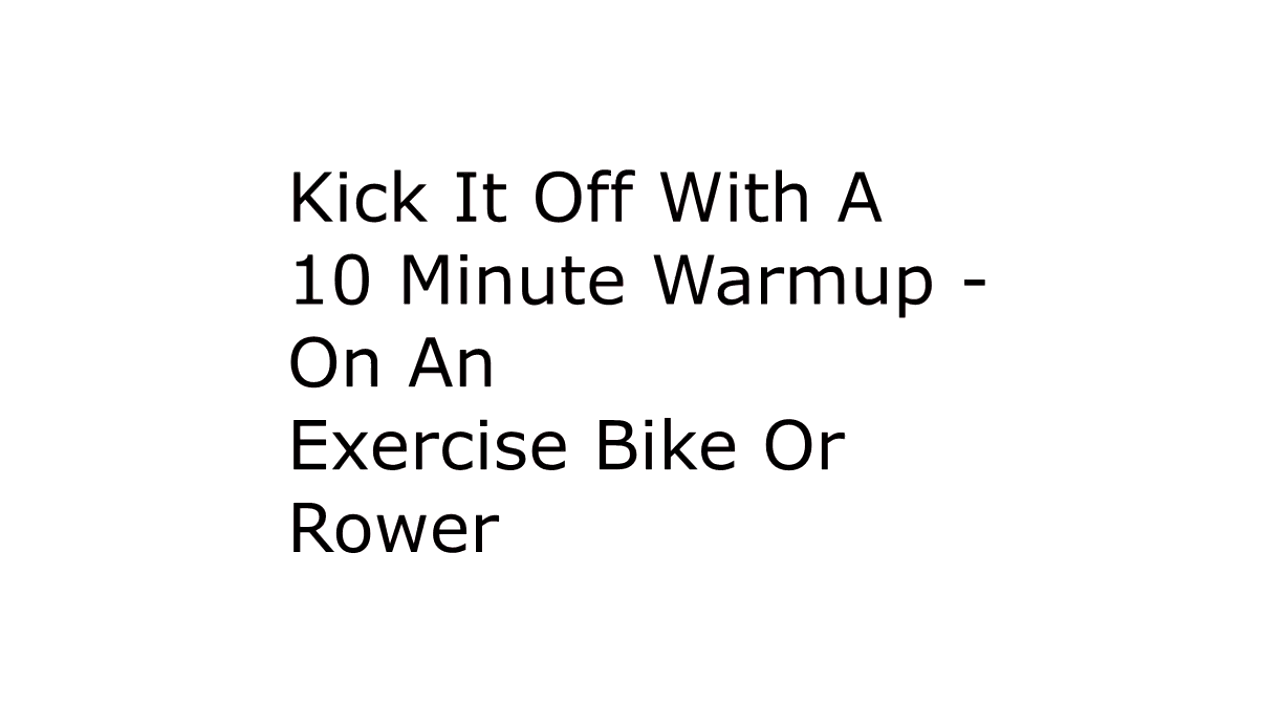 Kick It Off With A
10 Minute Warmup -
On An
Exercise Bike Or
Rower